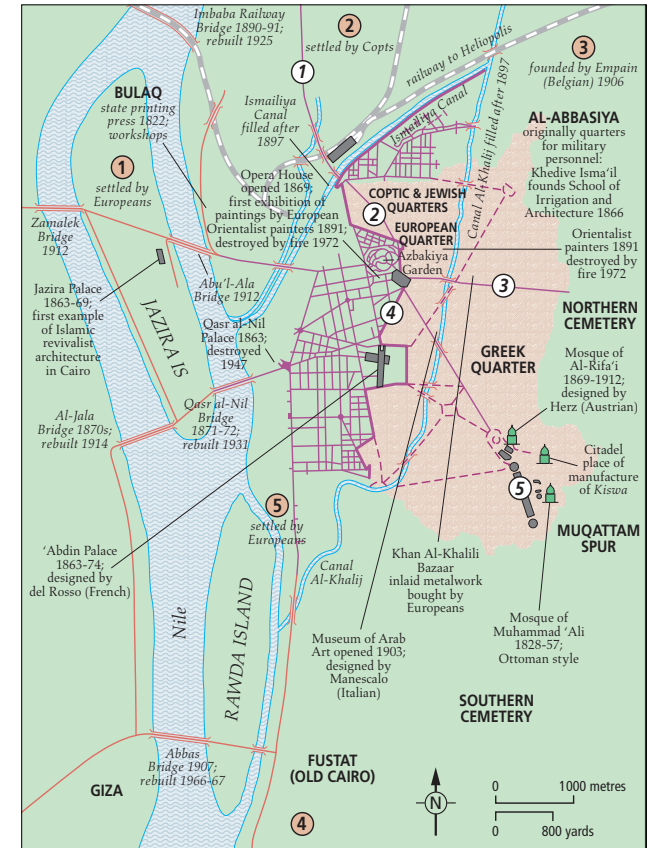 Imbaba Railway
Bridge 1890-91;
rebuilt 1925
2
settled by Copts
3
founded by Empain
(Belgian) 1906
1
railway to Heliopolis
BULAQ
state printing
press 1822;
workshops
Ismailiya
Canal
filled after
1897
Ismailiya Canal
Canal Al-Khalij filled after 1897
AL-ABBASIYA
originally quarters
for military
personnel:
Khedive Isma‘il
founds School of
Irrigation and
Architecture 1866
1
settled by
Europeans
Opera House
opened 1869;
first exhibition of
paintings by European
Orientalist painters 1891;
destroyed by fire 1972
COPTIC & JEWISH
QUARTERS
2
EUROPEAN
QUARTER
Azbakiya
Garden
Orientalist
painters 1891
destroyed by
fire 1972
Zamalek
Bridge
1912
Abu’l-Ala
Bridge 1912
3
Jazira Palace
1863-69;
first example
of Islamic
revivalist
architecture
in Cairo
JAZIRA IS
Qasr al-Nil
Palace 1863;
destroyed
1947
4
NORTHERN
CEMETERY
GREEK
QUARTER
Mosque of
Al-Rifa‘i
1869-1912;
designed by
Herz (Austrian)
Al-Jala
Bridge 1870s;
rebuilt 1914
Qasr al-Nil
Bridge
1871-72;
rebuilt 1931
Citadel
place of
manufacture
of Kiswa
5
5
settled by
Europeans
MUQATTAM
SPUR
‘Abdin Palace
1863-74;
designed by
del Rosso (French)
Canal
Al-Khalij
Khan Al-Khalili
Bazaar
inlaid metalwork
bought by
Europeans
Nile
RAWDA ISLAND
Museum of Arab
Art opened 1903;
designed by
Manescalo
(Italian)
Mosque of
Muhammad ‘Ali
1828-57;
Ottoman style
SOUTHERN
CEMETERY
Abbas
Bridge 1907;
rebuilt 1966-67
GIZA
FUSTAT
(OLD CAIRO)
4
N
0 1000 metres
0 800 yards